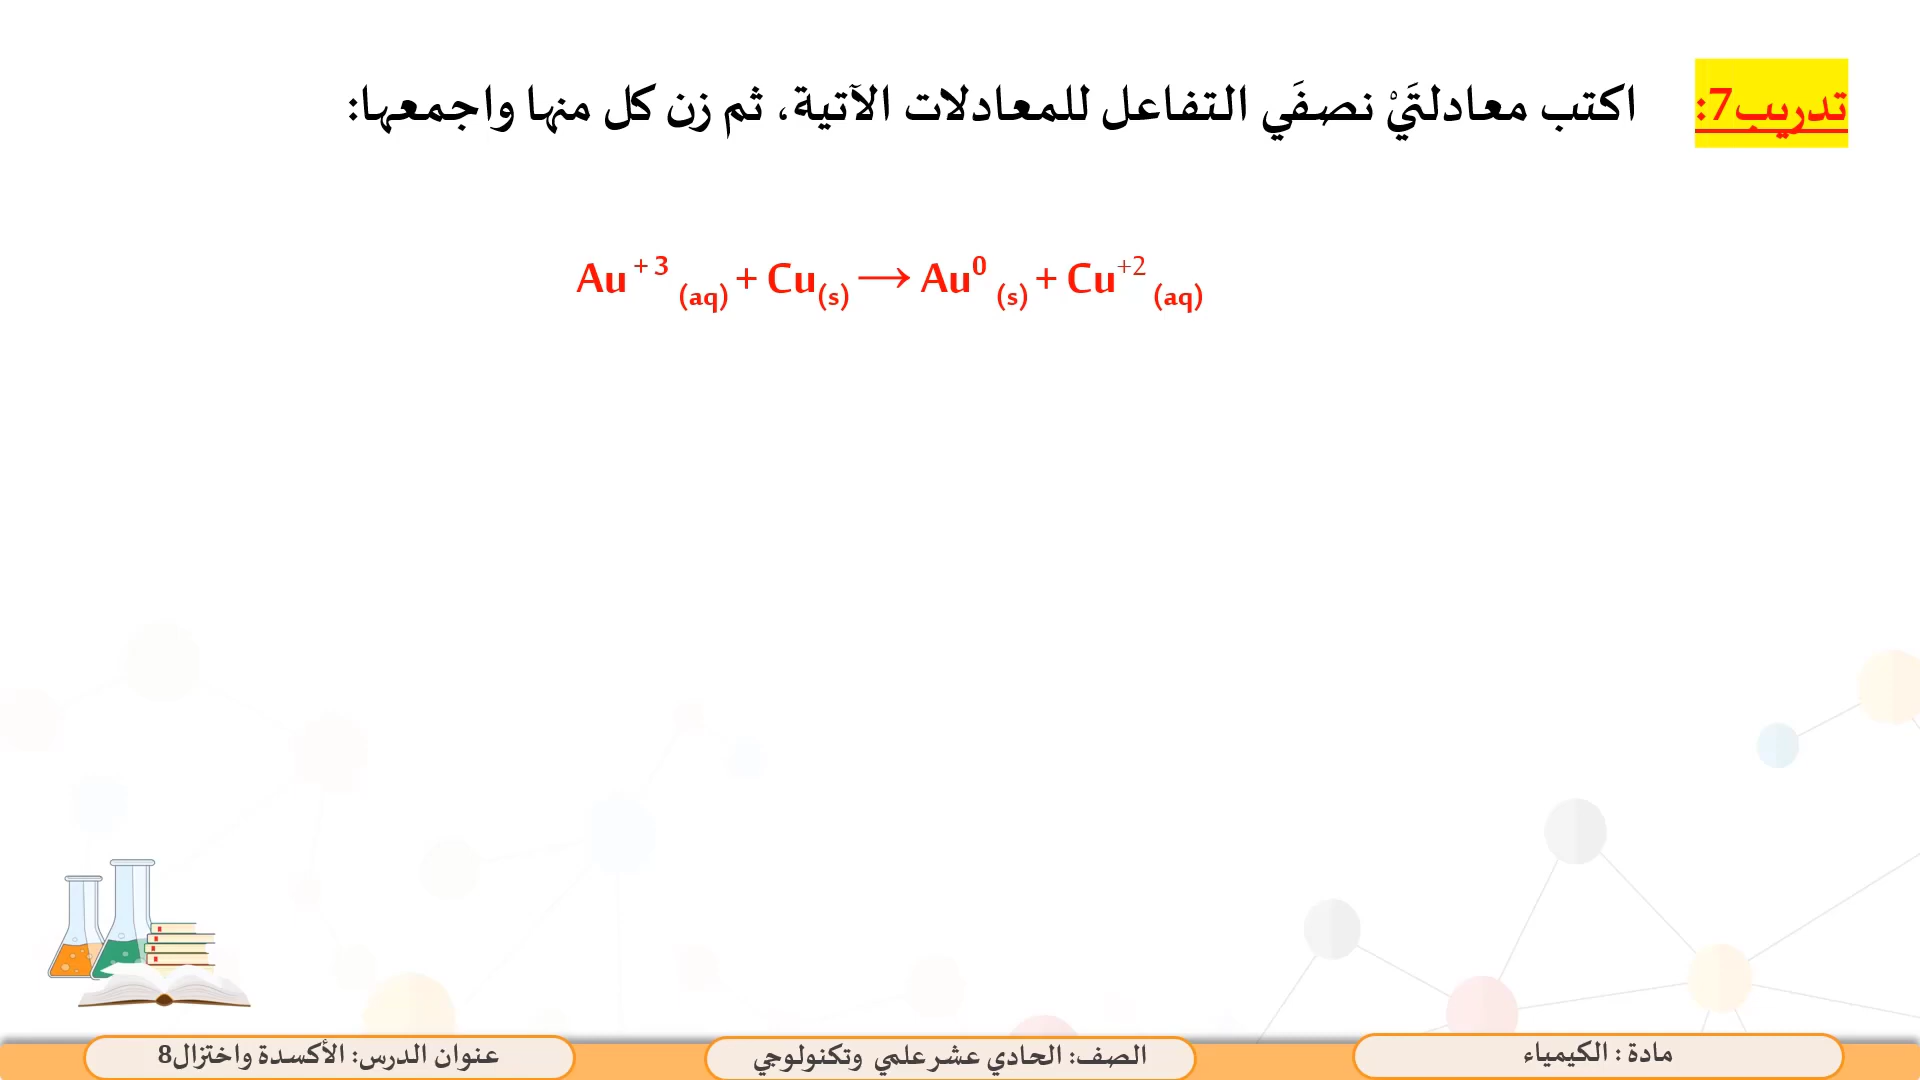 تدريب7: اكتب معادلتَيْ نصفَي التفاعل للمعادلات الآتية، ثم زن كل منها واجمعها:
Au⁺³ (aq) + Cu(s) ⟶ Au⁰ (s) + Cu⁺² (aq)
مادة : الكيمياء
الصف: الحادي عشر علمي وتكنولوجي
عنوان الدرس: الأكسدة واختزال8